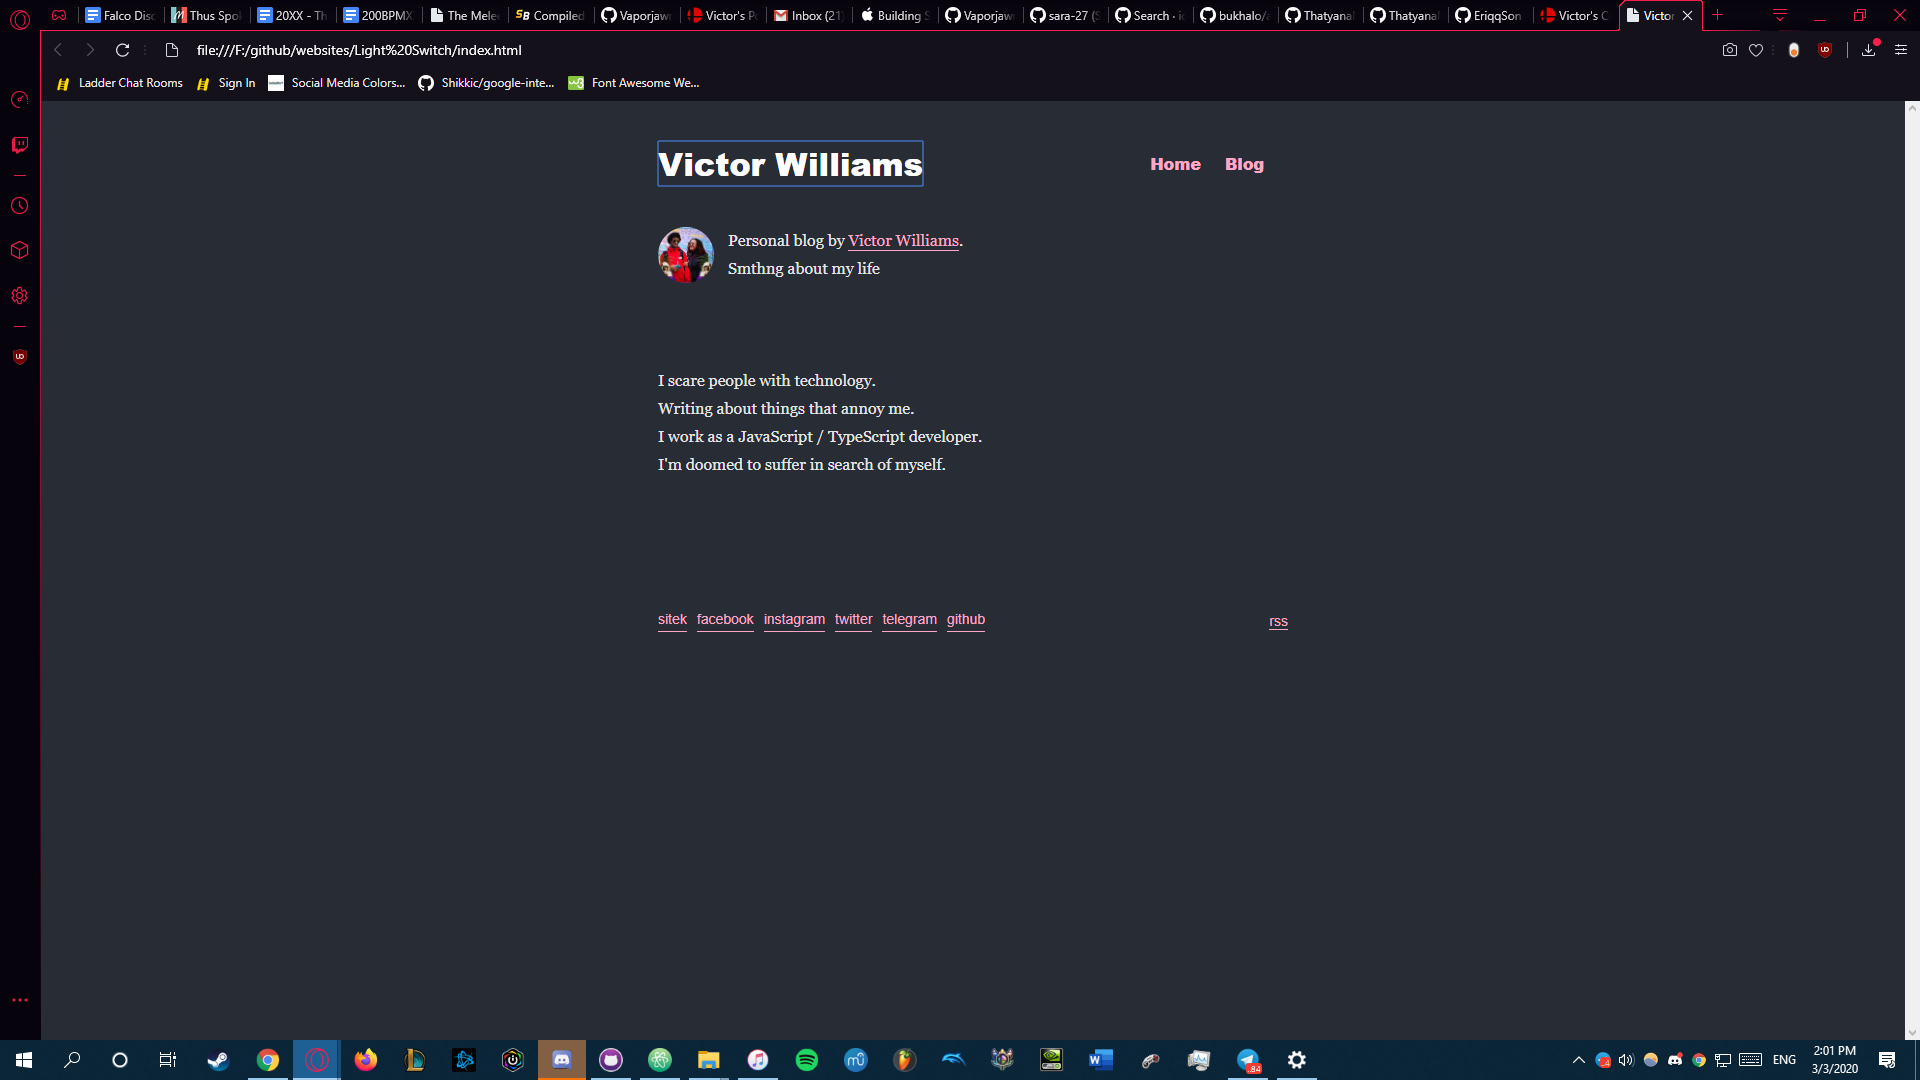 Falco Disc
Thus Spok
20XX - Th
200BPMX
The Mele
Compiled
Vaporjaw
Victor's Po
Inbox (21)
Building S
Vaporjaw
sara-27 (S
Search · ic
bukhalo/a
Thatyana
Thatyana
EriqqSon
Victor's C
Victor
file:///F:/github/websites/Light%20Switch/index.html
Ladder Chat Rooms
Sign In
Social Media Colors...
Shikkic/google-inte...
Font Awesome We...
Victor Williams
Home Blog
Personal blog by Victor Williams.
Smthng about my life
I scare people with technology.
Writing about things that annoy me.
I work as a JavaScript / TypeScript developer.
I'm doomed to suffer in search of myself.
sitek facebook instagram twitter telegram github rss
84
ENG
2:01 PM
3/3/2020